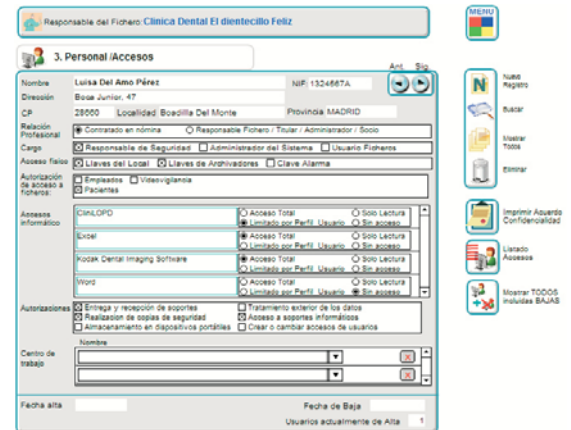 Responsable del Fichero: Clínica Dental El dientecillo Feliz
MENU
3. Personal /Accesos
Ant. Sig.
Nombre Luisa Del Amo Pérez NIF 1324567A
Dirección Bose Junior, 47
CP 28660 Localidad Boadilla Del Monte Provincia MADRID
Relación Profesional Contratado en nómina Responsable Fichero / Titular / Administrador / Socio
Cargo Responsable de Seguridad Administrador del Sistema Usuario Ficheros
Acceso físico Llaves del Local Llaves de Archivadores Clave Alarma
Autorización de acceso a ficheros: Empleados Videovigilancia
Pacientes
Accesos informático CliniLOPD Acceso Total Solo Lectura
Limitado por Perfil Usuario Sin acceso
Excel Acceso Total Solo Lectura
Limitado por Perfil Usuario Sin acceso
Kodak Dental Imaging Software Acceso Total Solo Lectura
Limitado por Perfil Usuario Sin acceso
Word Acceso Total Solo Lectura
Limitado por Perfil Usuario Sin acceso
Autorizaciones Entrega y recepción de soportes Tratamiento exterior de los datos
Realizacion de copias de seguridad Acceso a soportes informáticos
Almacenamiento en dispositivos portátiles Crear o cambiar accesos de usuarios
Nombre
Centro de trabajo
Fecha alta Fecha de Baja
Usuarios actualmente de Alta 1
N Nuevo Registro
Buscar
Mostrar Todos
Eliminar
Imprimir Acuerdo Confidencialidad
Listado Accesos
Mostrar TODOS incluidas BAJAS